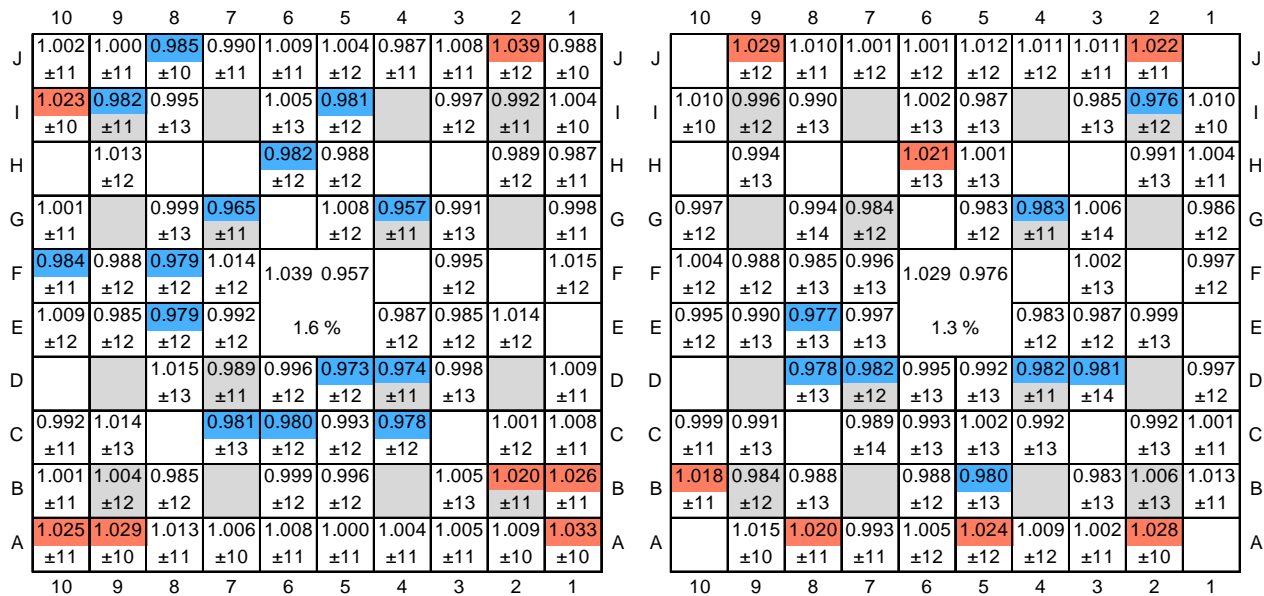 10 9 8 7 6 5 4 3 2 1 10 9 8 7 6 5 4 3 2 1
J 1.002 1.000 0.985 0.990 1.009 1.004 0.987 1.008 1.039 0.988 J J 1.029 1.010 1.001 1.001 1.012 1.011 1.011 1.022 J
±11 ±11 ±10 ±11 ±11 ±12 ±11 ±11 ±12 ±10 ±12 ±12 ±12 ±12 ±12 ±12 ±11 ±11
I 1.023 0.982 0.995 1.005 0.981 0.997 0.992 1.004 I I 1.010 0.996 0.990 1.002 0.987 0.985 0.976 1.010 I
±10 ±11 ±13 ±13 ±12 ±12 ±11 ±10 ±10 ±12 ±13 ±13 ±13 ±13 ±12 ±10
H 1.013 0.982 0.988 0.989 0.987 H H 0.994 1.021 1.001 0.991 1.004 H
±12 ±12 ±12 ±12 ±11 ±13 ±13 ±13 ±13 ±11
G 1.001 0.999 0.965 1.008 0.957 0.991 0.998 G G 0.997 0.994 0.984 0.983 0.983 1.006 0.986 G
±11 ±13 ±11 ±12 ±11 ±13 ±11 ±12 ±14 ±12 ±12 ±11 ±14 ±12
F 0.984 0.988 0.979 1.014 1.039 0.957 0.995 1.015 F F 1.004 0.988 0.985 0.996 1.029 0.976 1.002 0.997 F
±11 ±12 ±12 ±12 ±12 ±12 ±12 ±12 ±13 ±13 ±13 ±12
E 1.009 0.985 0.979 0.992 1.6 % 0.987 0.985 1.014 E E 0.995 0.990 0.977 0.997 1.3 % 0.983 0.987 0.999 E
±12 ±12 ±12 ±12 ±12 ±12 ±12 ±12 ±13 ±13 ±13 ±12 ±12 ±13
D 1.015 0.989 0.996 0.973 0.974 0.998 1.009 D D 0.978 0.982 0.995 0.992 0.982 0.981 0.997 D
±13 ±11 ±12 ±12 ±11 ±13 ±11 ±13 ±12 ±13 ±13 ±11 ±14 ±12
C 0.992 1.014 0.981 0.980 0.993 0.978 1.001 1.008 C C 0.999 0.991 0.989 0.993 1.002 0.992 0.992 1.001 C
±11 ±13 ±13 ±12 ±12 ±12 ±12 ±11 ±11 ±13 ±14 ±13 ±13 ±13 ±13 ±11
B 1.001 1.004 0.985 0.999 0.996 1.005 1.020 1.026 B B 1.018 0.984 0.988 0.988 0.980 0.983 1.006 1.013 B
±11 ±12 ±12 ±12 ±12 ±13 ±11 ±11 ±11 ±12 ±13 ±13 ±13 ±13 ±13 ±11
A 1.025 1.029 1.013 1.006 1.008 1.000 1.004 1.005 1.009 1.033 A A 1.015 1.020 0.993 1.005 1.024 1.009 1.002 1.028 A
±11 ±10 ±11 ±10 ±11 ±11 ±11 ±11 ±10 ±10 ±10 ±11 ±11 ±12 ±12 ±12 ±11 ±10
10 9 8 7 6 5 4 3 2 1 10 9 8 7 6 5 4 3 2 1